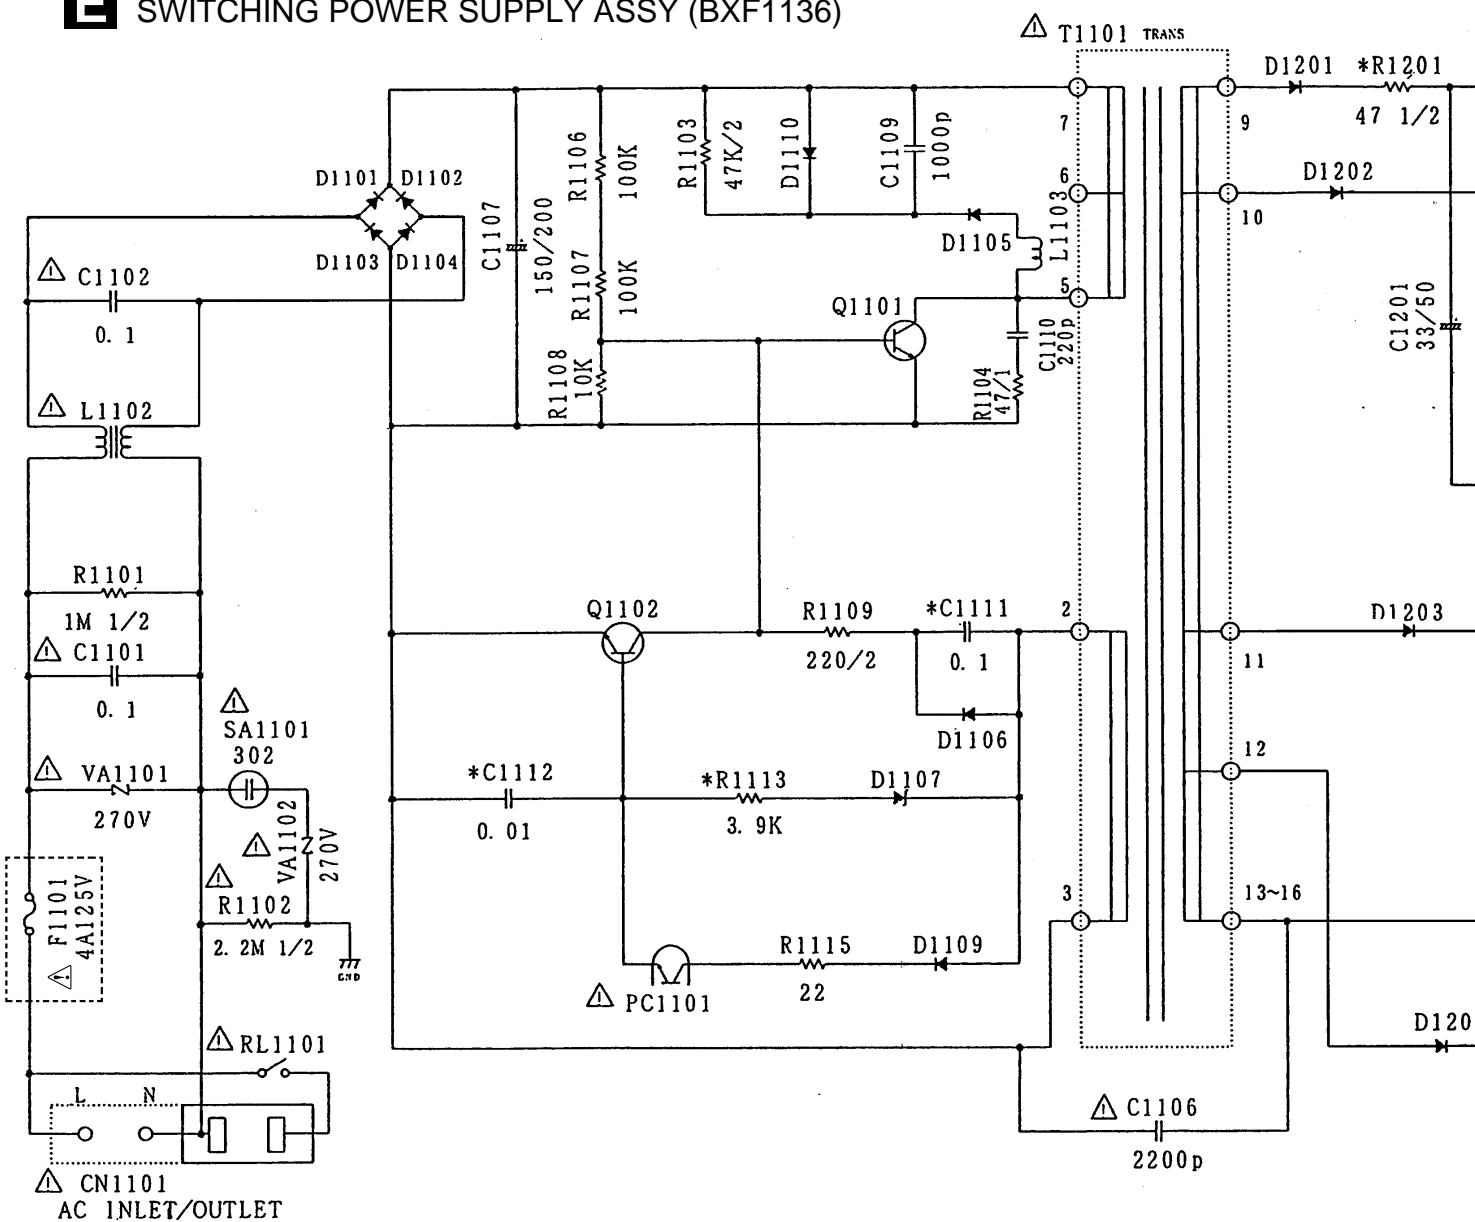 E SWITCHING POWER SUPPLY ASSY (BXF1136)
T1101 TRANS
D1201 *R1201
47 1/2
7
9
R1106
100K
R1103
47K/2
D1110
C1109
1000p
D1101 D1102
D1103 D1104
C1107
150/200
6
D1202
10
L1103
D1105
C1102
0. 1
R1107
100K
5
Q1101
C1110
220p
C1201
33/50
R1108
10K
R1104
47/1
L1102
R1101
1M 1/2
Q1102
R1109
220/2
*C1111
0. 1
2
D1203
11
C1101
0. 1
SA1101
302
D1106
12
VA1101
270V
VA1102
270V
*C1112
0. 01
*R1113
3. 9K
D1107
F1101
4A125V
R1102
2. 2M 1/2
GND
3
13~16
R1115
22
D1109
PC1101
RL1101
D120
L N
C1106
2200p
CN1101
AC INLET/OUTLET